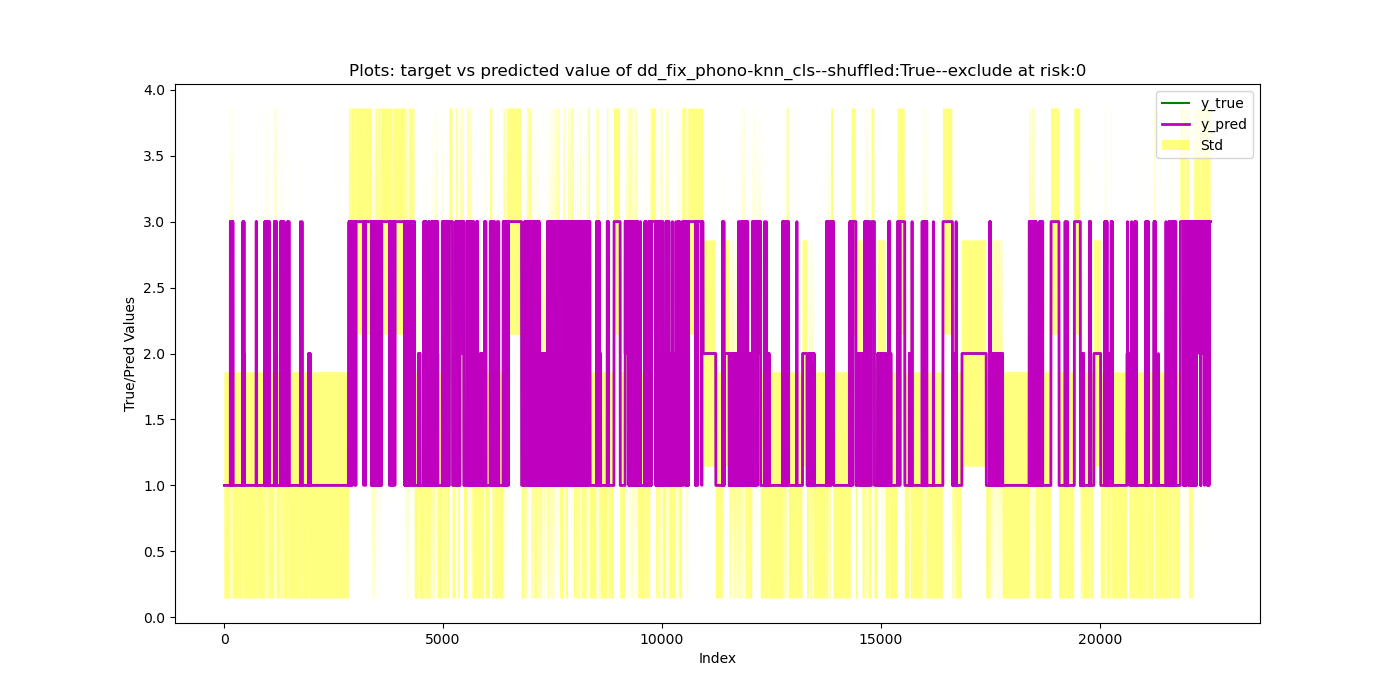 Plots: target vs predicted value of dd_fix_phono-knn_cls--shuffled:True--exclude at risk:0
4.0
3.5
3.0
2.5
2.0
1.5
1.0
0.5
0.0
True/Pred Values
0
5000
10000
15000
20000
Index
y_true
y_pred
Std